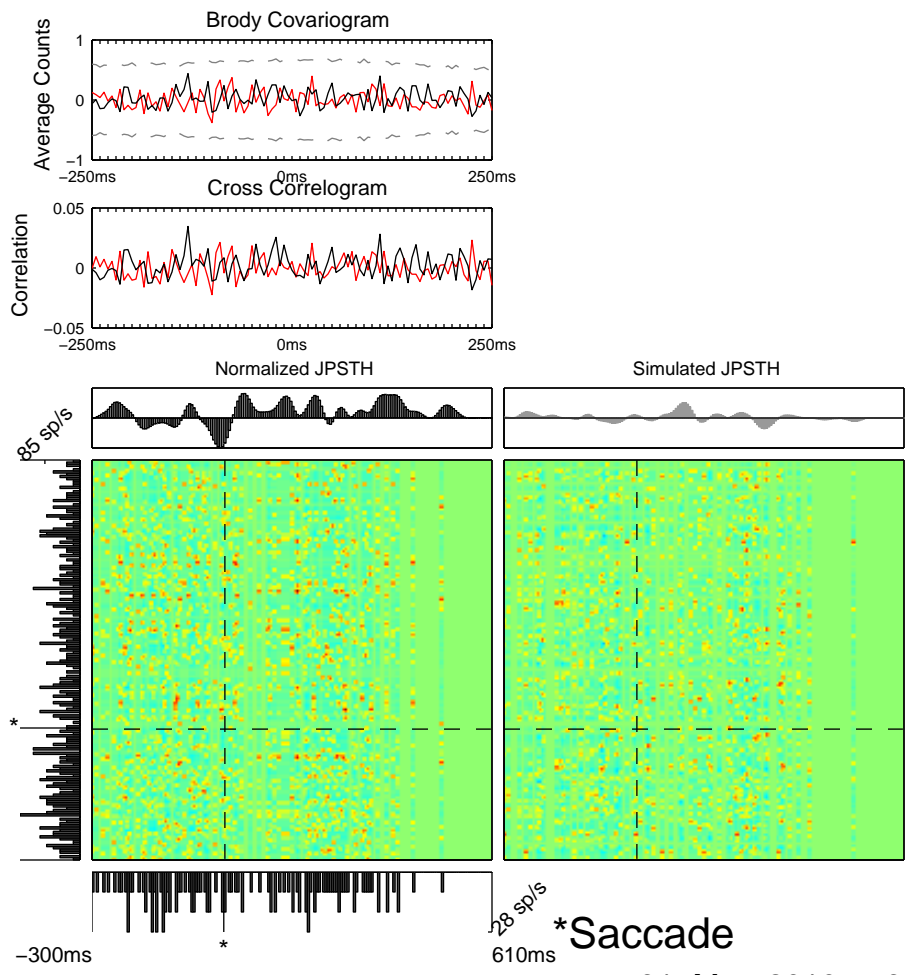 Brody Covariogram
Average Counts
1
0
−1
−250ms
0ms
250ms
Cross Correlogram
Correlation
0.05
0
−0.05
−250ms
0ms
250ms
Normalized JPSTH
Simulated JPSTH
85 sp/s
*
*
28 sp/s
−300ms
610ms
*Saccade